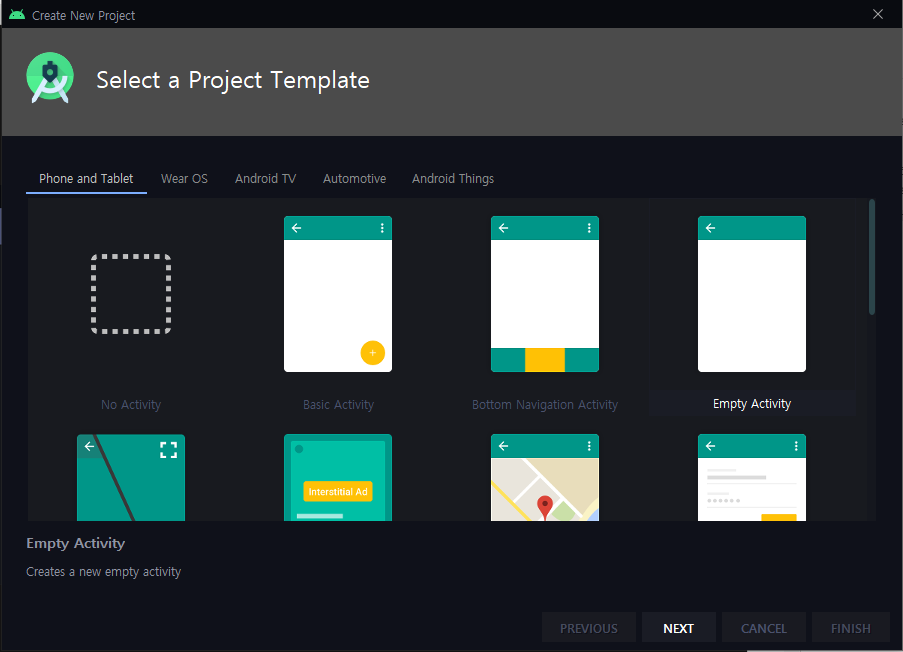 Create New Project
Select a Project Template
Phone and Tablet
Wear OS
Android TV
Automotive
Android Things
No Activity
Basic Activity
Bottom Navigation Activity
Empty Activity
Interstitial Ad
Empty Activity
Creates a new empty activity
PREVIOUS
NEXT
CANCEL
FINISH